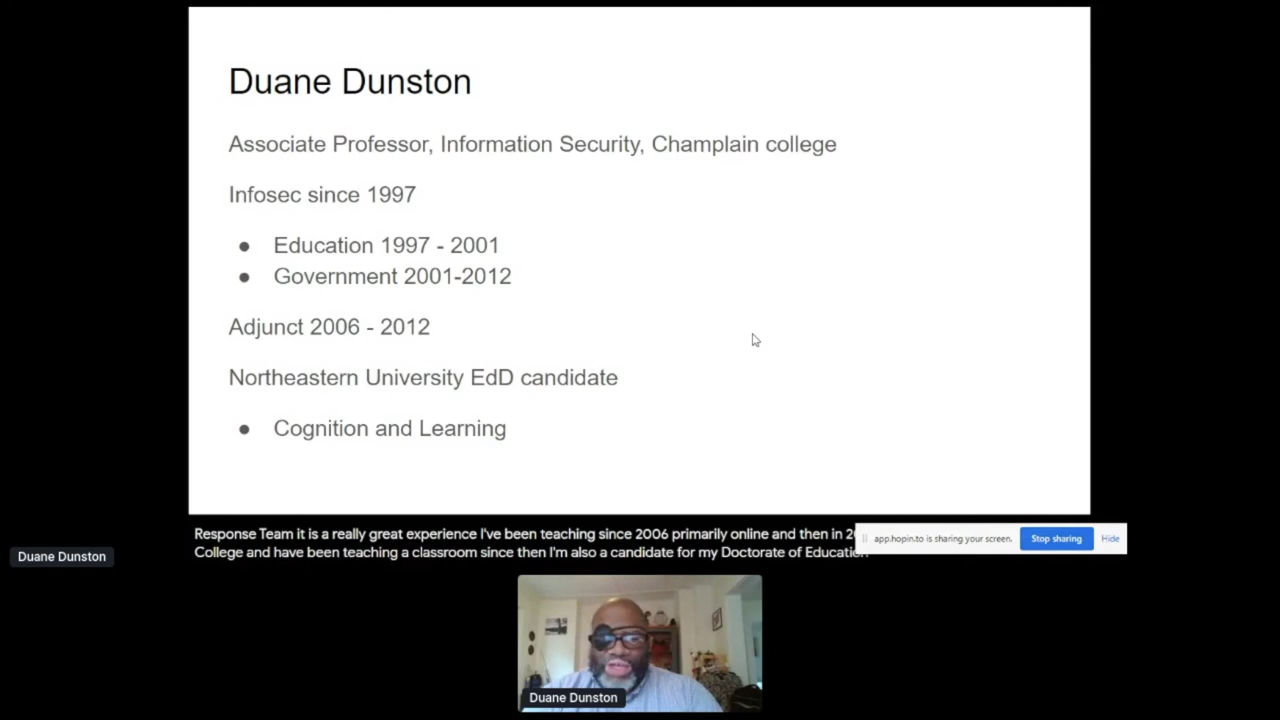 Duane Dunston
Associate Professor, Information Security, Champlain college
Infosec since 1997
● Education 1997 - 2001
● Government 2001-2012
Adjunct 2006 - 2012
Northeastern University EdD candidate
● Cognition and Learning
Response Team it is a really great experience I've been teaching since 2006 primarily online and then in
College and have been teaching a classroom since then I'm also a candidate for my Doctorate of Education
app.hopin.to is sharing your screen. Stop sharing Hide
Duane Dunston
Duane Dunston